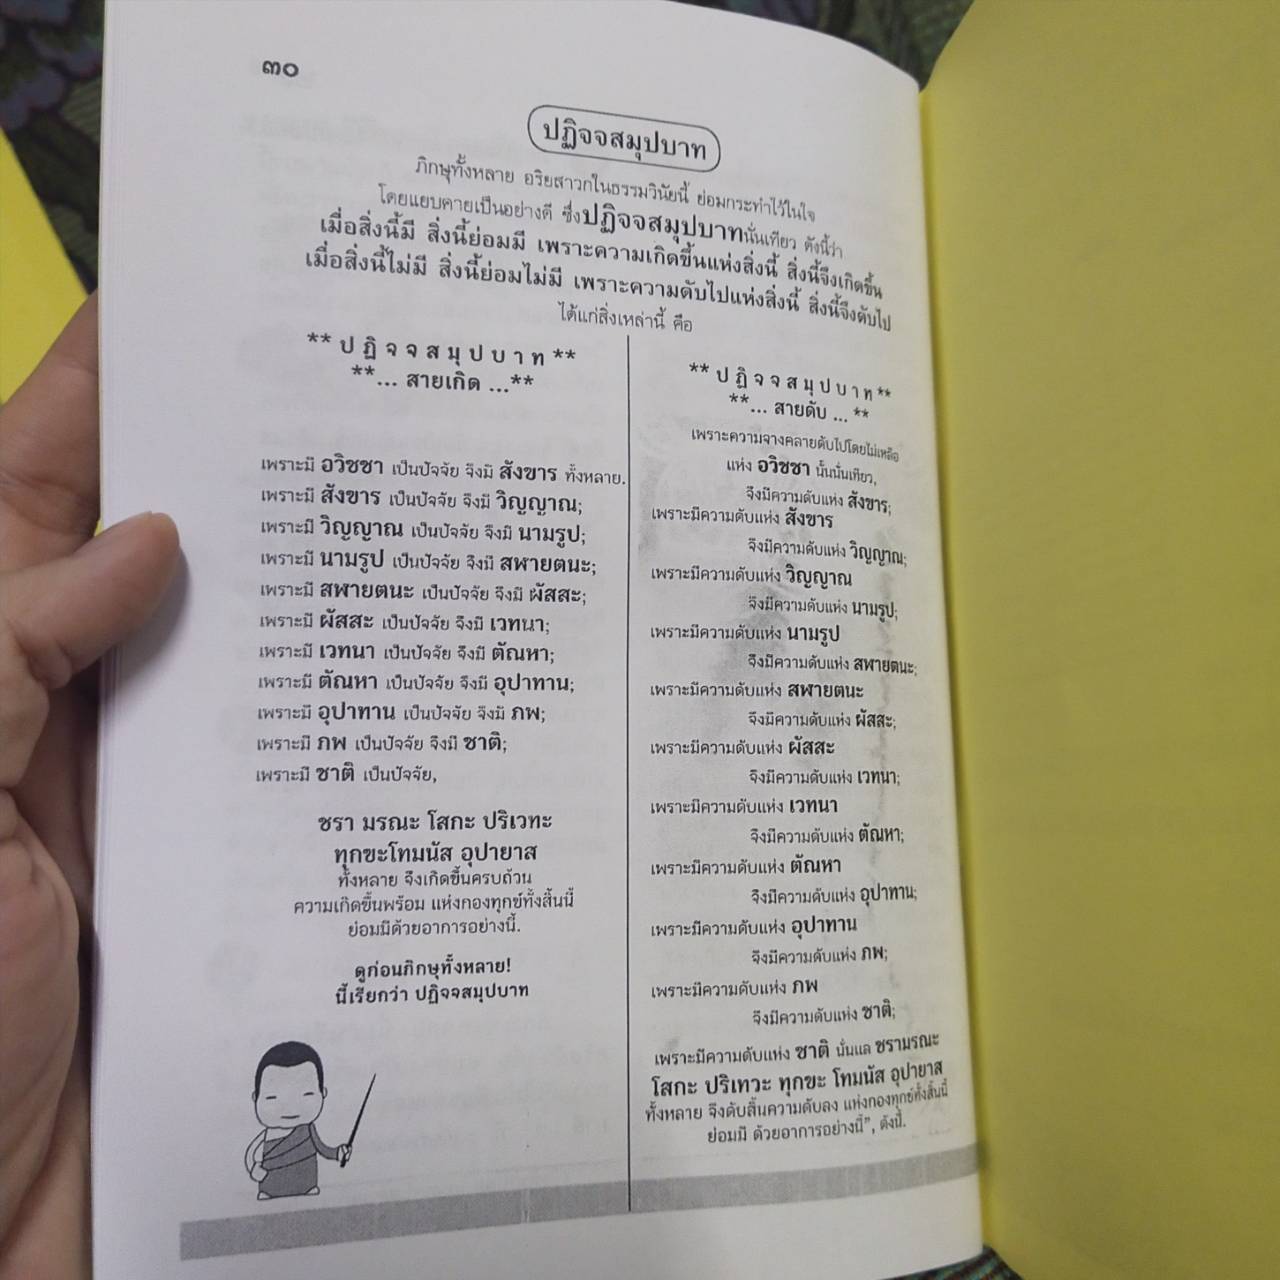 ๓๐
ปฏิจจสมุปบาท
ภิกษุทั้งหลาย อริยสาวกในธรรมวินัยนี้ ย่อมกระทำไว้ในใจ
โดยแยบคายเป็นอย่างดี ซึ่งปฏิจจสมุปบาทนั่นเทียว ดังนี้ว่า
เมื่อสิ่งนี้มี สิ่งนี้ย่อมมี เพราะความเกิดขึ้นแห่งสิ่งนี้ สิ่งนี้จึงเกิดขึ้น
เมื่อสิ่งนี้ไม่มี สิ่งนี้ย่อมไม่มี เพราะความดับไปแห่งสิ่งนี้ สิ่งนี้จึงดับไป
ได้แก่สิ่งเหล่านี้ คือ
** ป ฏิ จ จ ส มุ ป บ า ท **
**... สายเกิด ...**
เพราะมี อวิชชา เป็นปัจจัย จึงมี สังขาร ทั้งหลาย.
เพราะมี สังขาร เป็นปัจจัย จึงมี วิญญาณ;
เพราะมี วิญญาณ เป็นปัจจัย จึงมี นามรูป;
เพราะมี นามรูป เป็นปัจจัย จึงมี สฬายตนะ;
เพราะมี สฬายตนะ เป็นปัจจัย จึงมี ผัสสะ;
เพราะมี ผัสสะ เป็นปัจจัย จึงมี เวทนา;
เพราะมี เวทนา เป็นปัจจัย จึงมี ตัณหา;
เพราะมี ตัณหา เป็นปัจจัย จึงมี อุปาทาน;
เพราะมี อุปาทาน เป็นปัจจัย จึงมี ภพ;
เพราะมี ภพ เป็นปัจจัย จึงมี ชาติ;
เพราะมี ชาติ เป็นปัจจัย,
ชรา มรณะ โสกะ ปริเวทะ
ทุกขะโทมนัส อุปายาส
ทั้งหลาย จึงเกิดขึ้นครบถ้วน
ความเกิดขึ้นพร้อม แห่งกองทุกข์ทั้งสิ้นนี้
ย่อมมีด้วยอาการอย่างนี้.
ดูก่อนภิกษุทั้งหลาย!
นี้เรียกว่า ปฏิจจสมุปบาท
** ป ฏิ จ จ ส มุ ป บ า ท **
**... สายดับ ... **
เพราะความจางคลายดับไปโดยไม่เหลือ
แห่ง อวิชชา นั้นนั่นเทียว,
จึงมีความดับแห่ง สังขาร;
เพราะมีความดับแห่ง สังขาร
จึงมีความดับแห่ง วิญญาณ;
เพราะมีความดับแห่ง วิญญาณ
จึงมีความดับแห่ง นามรูป;
เพราะมีความดับแห่ง นามรูป
จึงมีความดับแห่ง สฬายตนะ;
เพราะมีความดับแห่ง สฬายตนะ
จึงมีความดับแห่ง ผัสสะ;
เพราะมีความดับแห่ง ผัสสะ
จึงมีความดับแห่ง เวทนา;
เพราะมีความดับแห่ง เวทนา
จึงมีความดับแห่ง ตัณหา;
เพราะมีความดับแห่ง ตัณหา
จึงมีความดับแห่ง อุปาทาน;
เพราะมีความดับแห่ง อุปาทาน
จึงมีความดับแห่ง ภพ;
เพราะมีความดับแห่ง ภพ
จึงมีความดับแห่ง ชาติ;
เพราะมีความดับแห่ง ชาติ นั่นแล ชรามรณะ
โสกะ ปริเทวะ ทุกขะ โทมนัส อุปายาส
ทั้งหลาย จึงดับสิ้นความดับลง แห่งกองทุกข์ทั้งสิ้นนี้
ย่อมมี ด้วยอาการอย่างนี้”, ดังนี้.